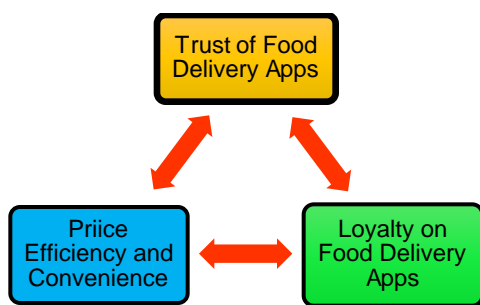 Trust of Food
Delivery Apps
Priice
Efficiency and
Convenience
Loyalty on
Food Delivery
Apps